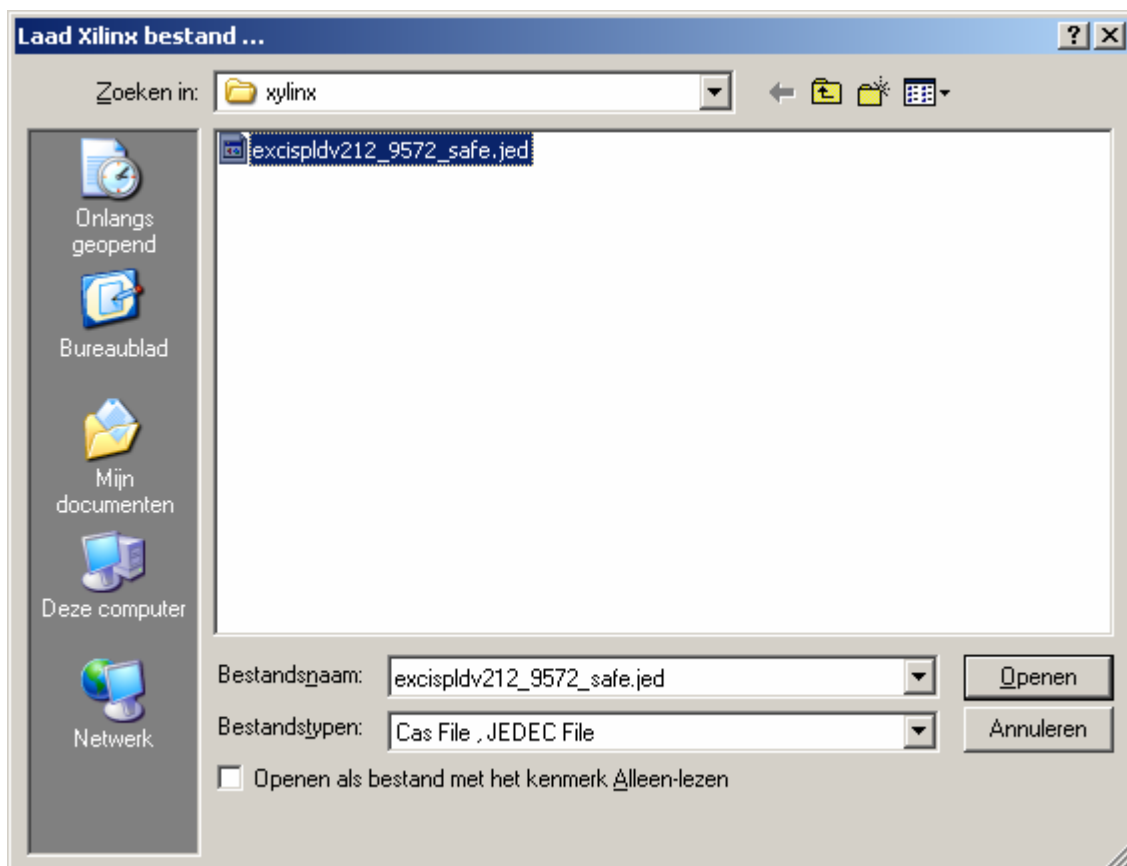 Laad Xilinx bestand ...
Zoeken in:
xylinx
excispldv212_9572_safe.jed
Onlangs
geopend
Bureaublad
Mijn
documenten
Deze computer
Netwerk
Bestandsnaam:
excispldv212_9572_safe.jed
Openen
Bestandstypen:
Cas File , JEDEC File
Annuleren
Openen als bestand met het kenmerk Alleen-lezen